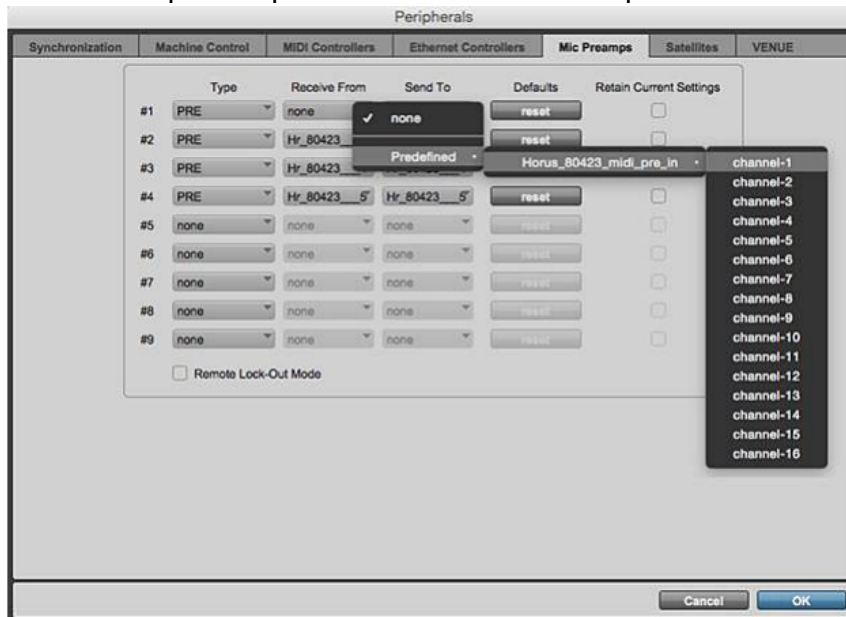 Peripherals
Synchronization Machine Control MIDI Controllers Ethernet Controllers Mic Preamps Satellites VENUE
Type Receive From Send To Defaults Retain Current Settings
#1 PRE none ✓ none reset
#2 PRE Hr_80423 reset
#3 PRE Hr_80423 Predefined Horus_80423_midi_pre_in channel-1
channel-2
channel-3
#4 PRE Hr_80423___5 Hr_80423___5 reset
channel-4
#5 none none none reset
channel-5
#6 none none none reset
channel-6
#7 none none none reset
channel-7
channel-8
#8 none none none reset
channel-9
#9 none none none reset
channel-10
channel-11
Remote Lock-Out Mode
channel-12
channel-13
channel-14
channel-15
channel-16
Cancel OK